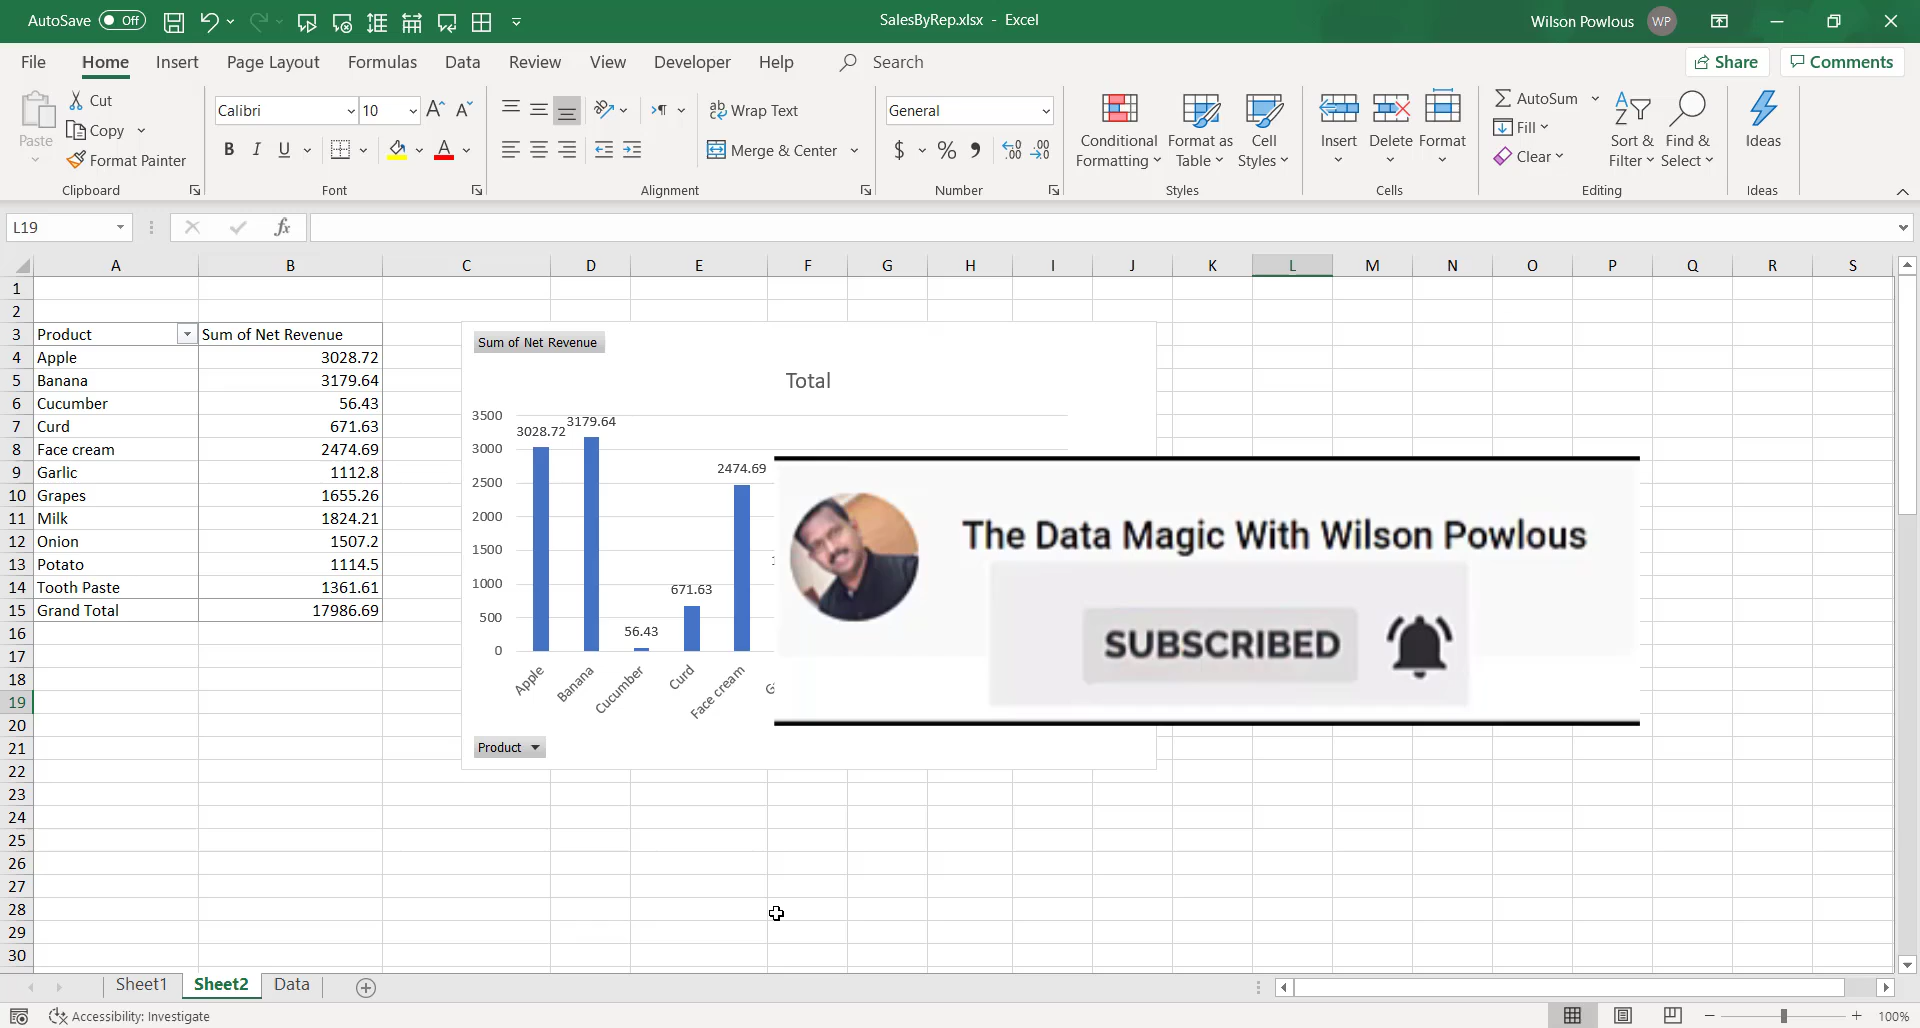 AutoSave Off
SalesByRep.xlsx - Excel
Wilson Powlous WP
File Home Insert Page Layout Formulas Data Review View Developer Help Search
Share Comments
Paste
Cut
Copy
Format Painter
Clipboard
Calibri 10
B I U A
Font
Wrap Text
Merge & Center
Alignment
General
$ % 9 .00 .00
Number
Conditional Formatting
Format as Table
Cell Styles
Styles
Insert Delete Format
Cells
AutoSum
Fill
Clear
Sort & Filter
Find & Select
Editing
Ideas
Ideas
L19 fx
A B C D E F G H I J K L M N O P Q R S
1
2
3 Product Sum of Net Revenue
4 Apple 3028.72
5 Banana 3179.64
6 Cucumber 56.43
7 Curd 671.63
8 Face cream 2474.69
9 Garlic 1112.8
10 Grapes 1655.26
11 Milk 1824.21
12 Onion 1507.2
13 Potato 1114.5
14 Tooth Paste 1361.61
15 Grand Total 17986.69
16
17
18
19
20
21
22
23
24
25
26
27
28
29
30
Sum of Net Revenue
Total
3500
3000
2500
2000
1500
1000
500
0
3028.72 3179.64 56.43 671.63 2474.69
Apple Banana Cucumber Curd Face cream
Product
The Data Magic With Wilson Powlous
SUBSCRIBED
Sheet1 Sheet2 Data
Accessibility: Investigate
100%